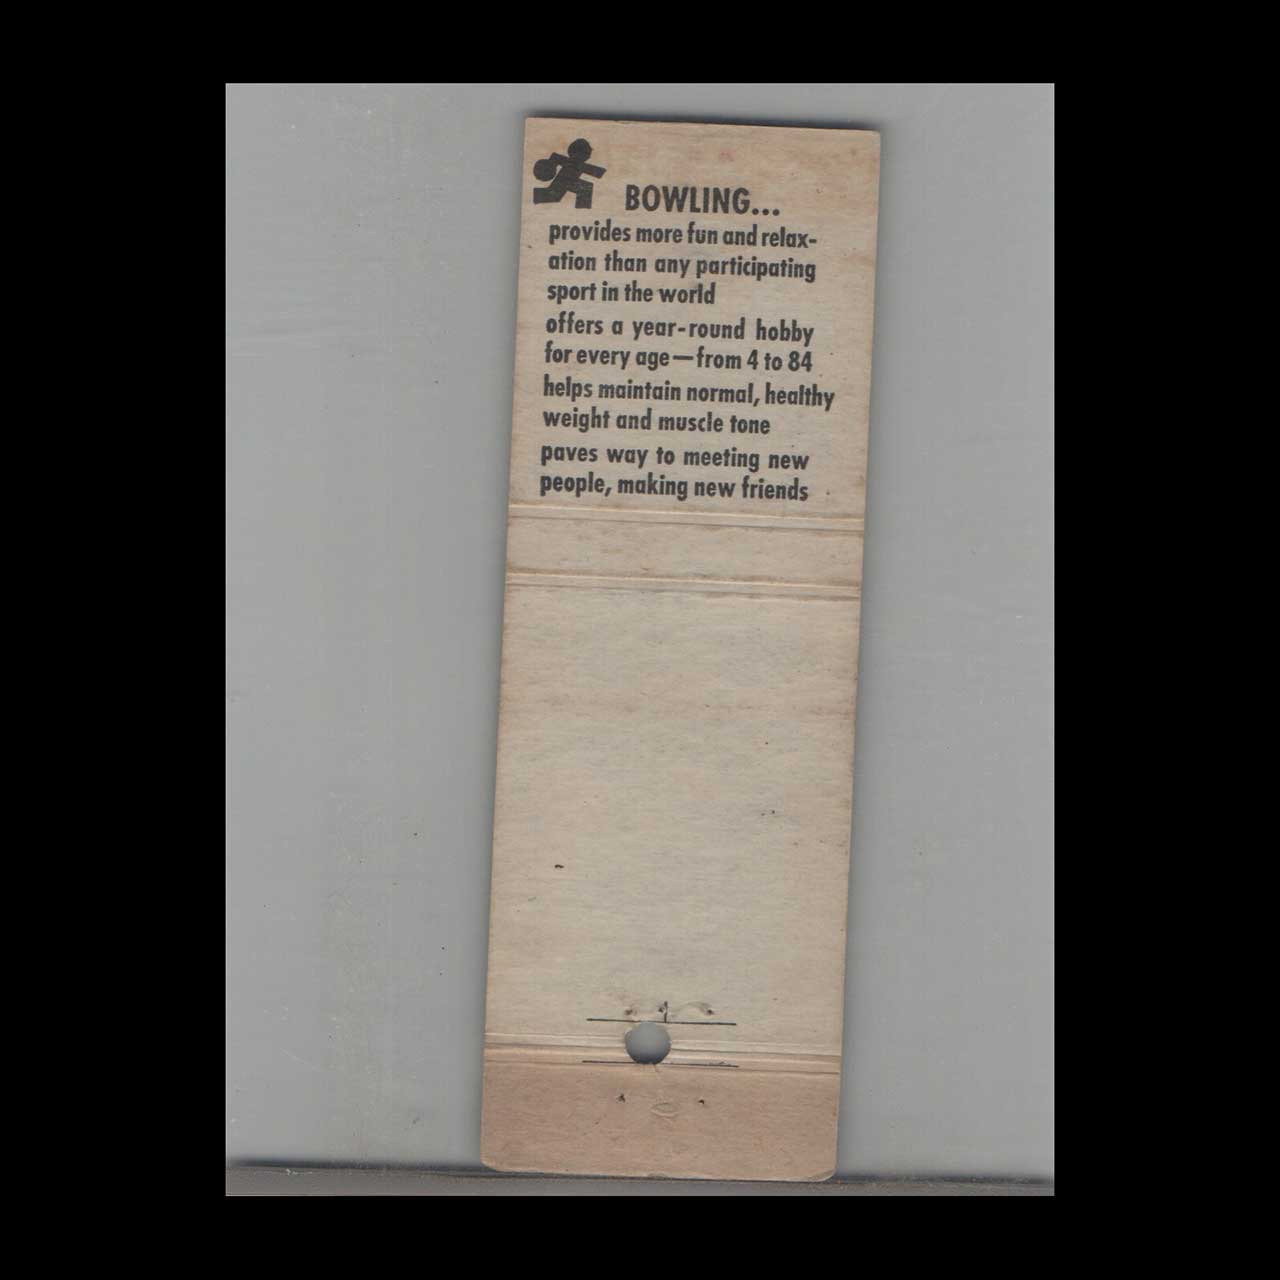 BOWLING...
provides more fun and relax-
ation than any participating
sport in the world
offers a year-round hobby
for every age—from 4 to 84
helps maintain normal, healthy
weight and muscle tone
paves way to meeting new
people, making new friends